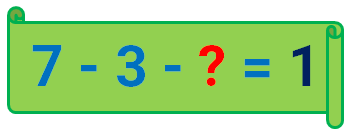 7 - 3 - ? = 1